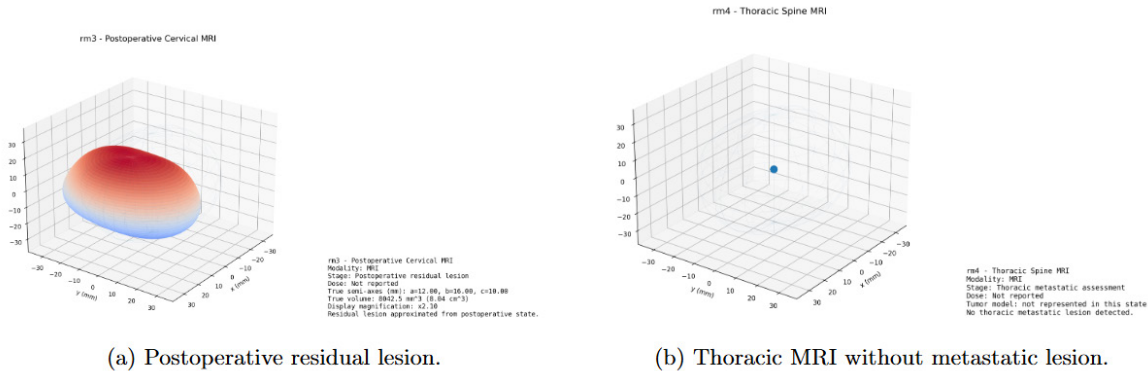 rm3 - Postoperative Cervical MRI
30
20
10
0
-10
-20
-30
-30
-20
-10
0
10
20
30
y (mm)
-30
-20
-10
0
10
20
30
x (mm)
rm3 - Postoperative Cervical MRI
Modality: MRI
Stage: Postoperative residual lesion
Dose: Not reported
True semi-axes (mm): a=12.00, b=16.00, c=10.00
True volume: 8042.5 mm^3 (8.04 cm^3)
Display magnification: x2.10
Residual lesion approximated from postoperative state.
(a) Postoperative residual lesion.
rm4 - Thoracic Spine MRI
30
20
10
0
-10
-20
-30
-30
-20
-10
0
10
20
30
y (mm)
-30
-20
-10
0
10
20
30
x (mm)
rm4 - Thoracic Spine MRI
Modality: MRI
Stage: Thoracic metastatic assessment
Dose: Not reported
Tumor model: not represented in this state
No thoracic metastatic lesion detected.
(b) Thoracic MRI without metastatic lesion.